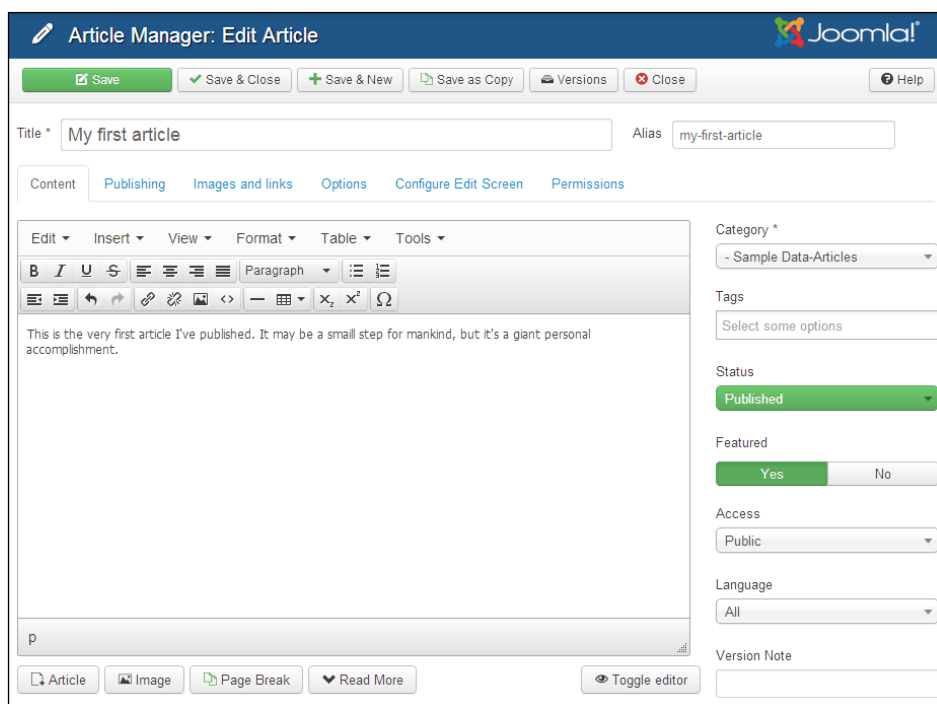 Article Manager: Edit Article
Joomla!®
Save
Save & Close
Save & New
Save as Copy
Versions
Close
Help
Title *
My first article
Alias
my-first-article
Content
Publishing
Images and links
Options
Configure Edit Screen
Permissions
Edit
Insert
View
Format
Table
Tools
B I U S
Paragraph
This is the very first article I've published. It may be a small step for mankind, but it's a giant personal
accomplishment.
p
Article
Image
Page Break
Read More
Toggle editor
Category *
- Sample Data-Articles
Tags
Select some options
Status
Published
Featured
Yes
No
Access
Public
Language
All
Version Note